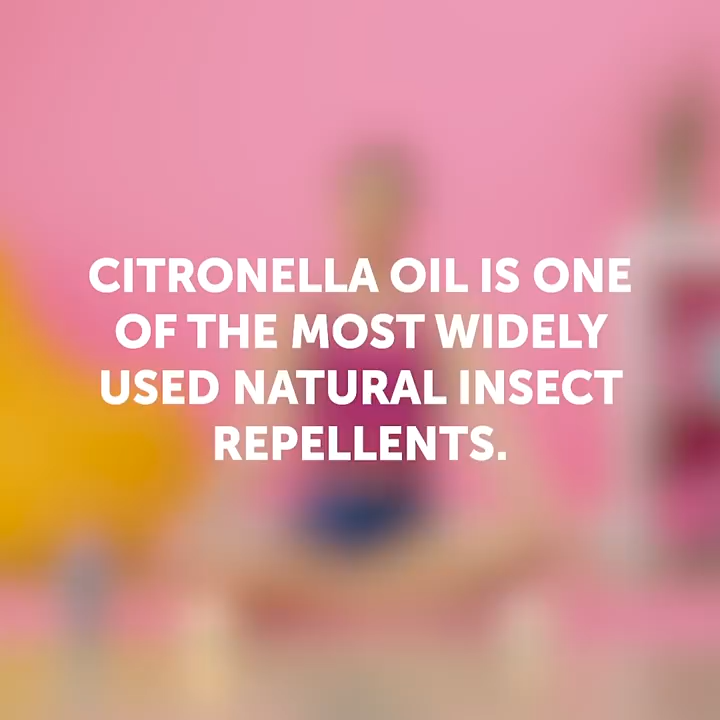 CITRONELLA OIL IS ONE
OF THE MOST WIDELY
USED NATURAL INSECT
REPELLENTS.